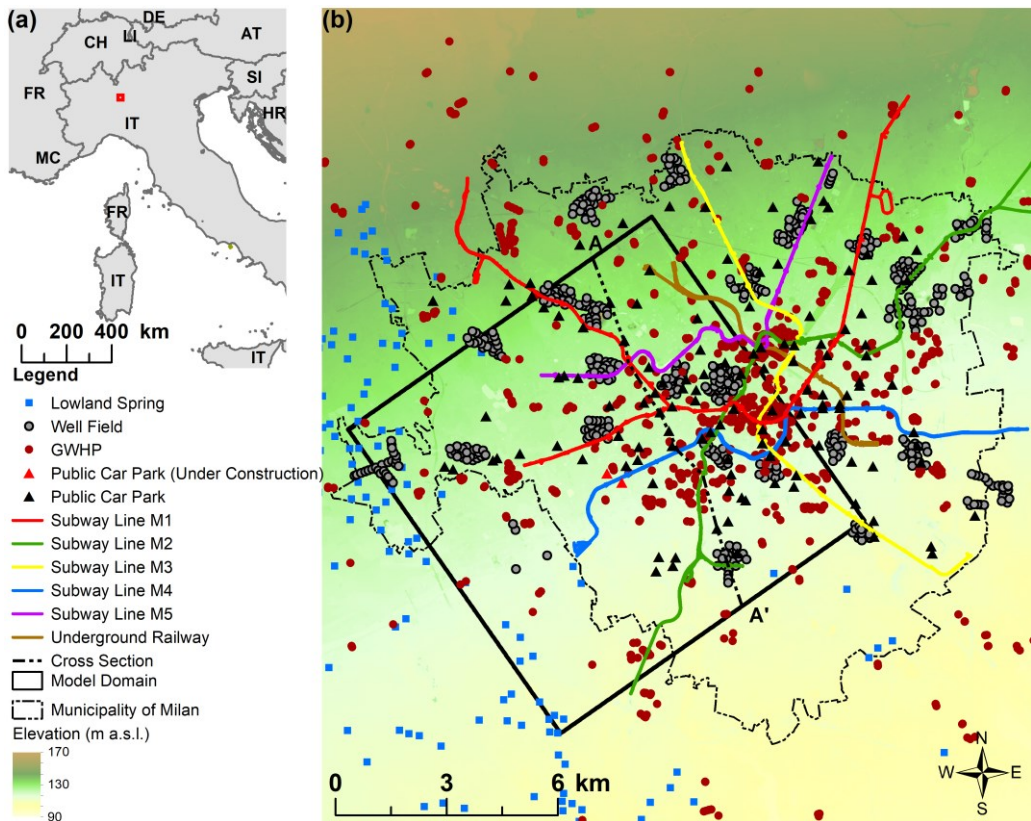 (a)
DE
LI
CH
AT
FR
SI
HR
IT
MC
FR
IT
IT
0 200 400 km
Legend
Lowland Spring
Well Field
GWHP
Public Car Park (Under Construction)
Public Car Park
Subway Line M1
Subway Line M2
Subway Line M3
Subway Line M4
Subway Line M5
Underground Railway
Cross Section
Model Domain
Municipality of Milan
Elevation (m a.s.l.)
170
130
90
(b)
A
A'
0 3 6 km
N
W E
S